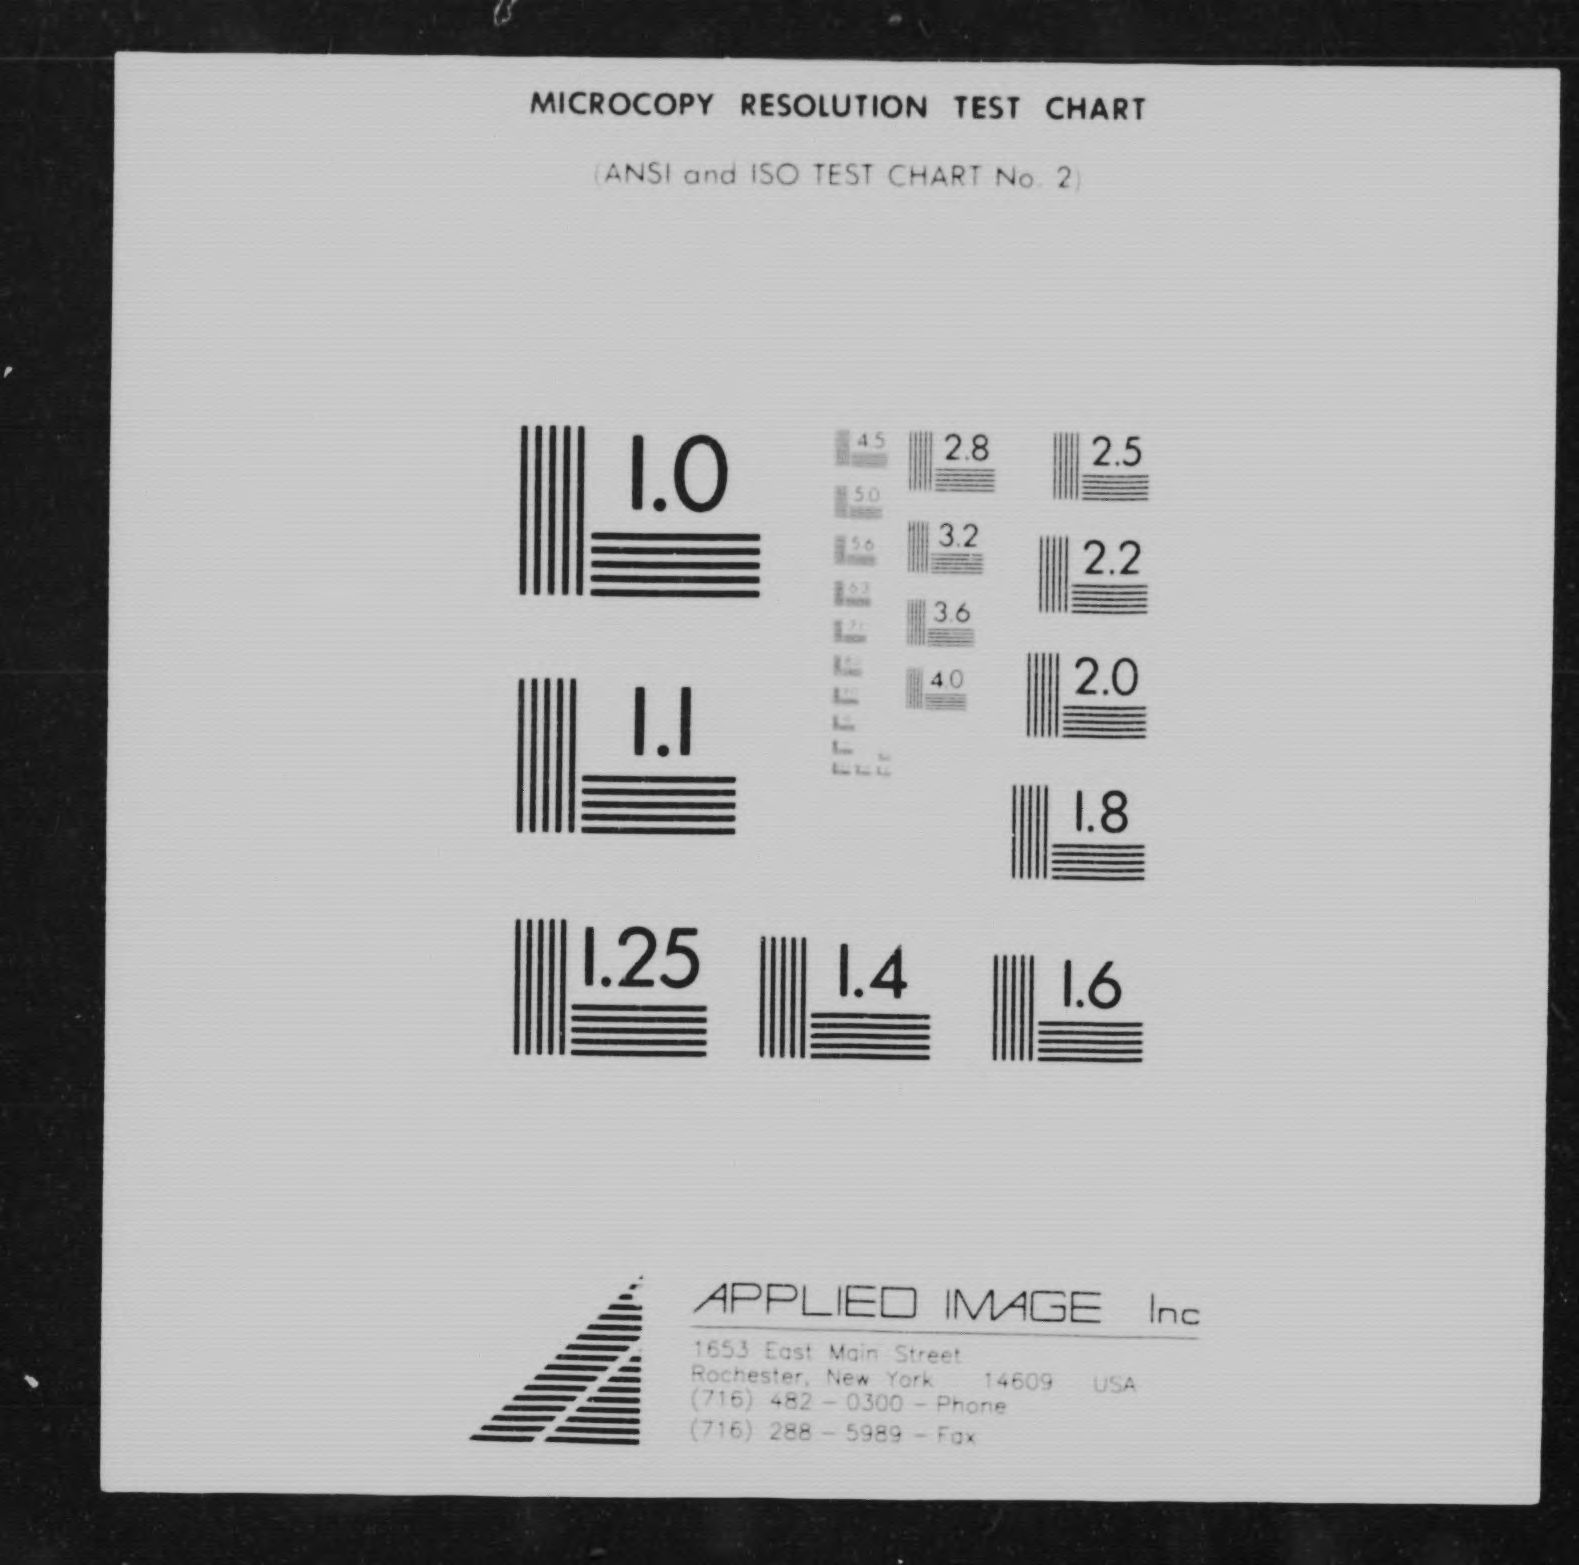 MICROCOPY RESOLUTION TEST CHART
(ANSI and ISO TEST CHART No. 2)
1.0
1.1
1.25
1.4
1.6
1.8
2.0
2.2
2.5
2.8
3.2
3.6
4.0
4.5
5.0
5.6
6.3
APPLIED IMAGE Inc
1653 East Main Street
Rochester, New York 14609 USA
(716) 482 - 0300 - Phone
(716) 288 - 5989 - Fax